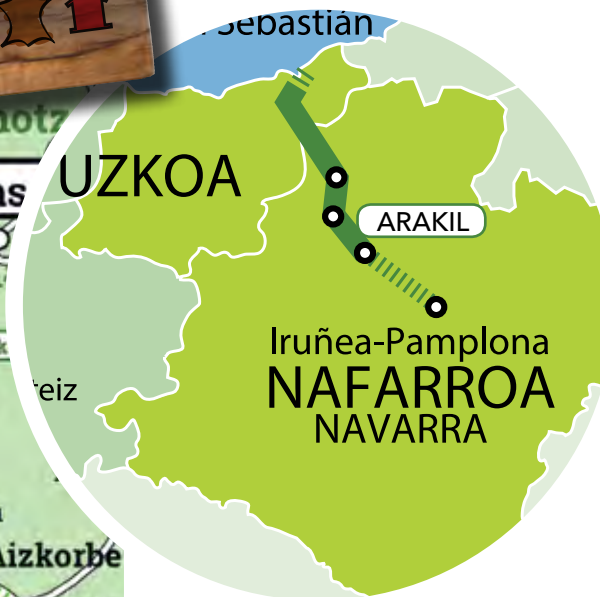 Sebastián
UZKOA
ARAKIL
Iruñea-Pamplona
NAFARROA
NAVARRA
eiz
Aizkorbe